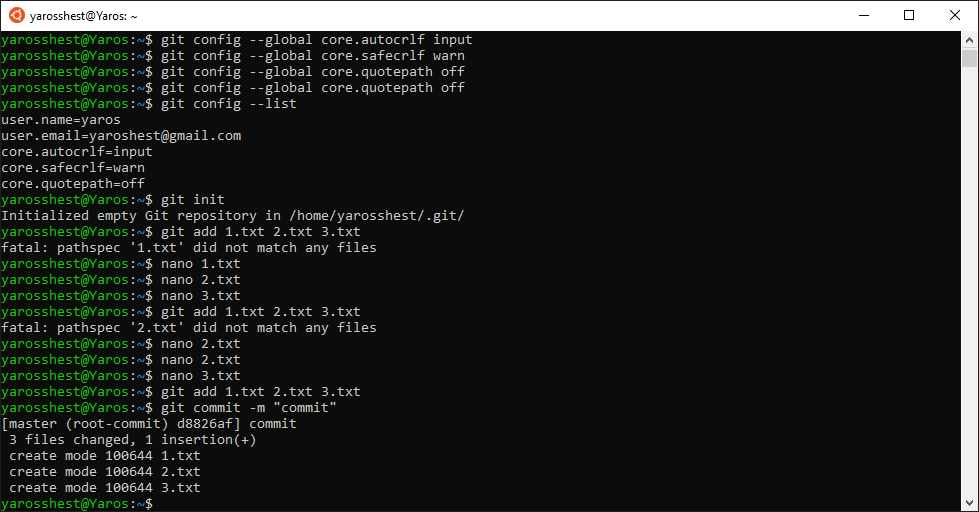 yarosshest@Yaros: ~
yarosshest@Yaros:~$ git config --global core.autocrlf input
yarosshest@Yaros:~$ git config --global core.safecrlf warn
yarosshest@Yaros:~$ git config --global core.quotepath off
yarosshest@Yaros:~$ git config --global core.quotepath off
yarosshest@Yaros:~$ git config --list
user.name=yaros
user.email=yaroshest@gmail.com
core.autocrlf=input
core.safecrlf=warn
core.quotepath=off
yarosshest@Yaros:~$ git init
Initialized empty Git repository in /home/yarosshest/.git/
yarosshest@Yaros:~$ git add 1.txt 2.txt 3.txt
fatal: pathspec '1.txt' did not match any files
yarosshest@Yaros:~$ nano 1.txt
yarosshest@Yaros:~$ nano 2.txt
yarosshest@Yaros:~$ nano 3.txt
yarosshest@Yaros:~$ git add 1.txt 2.txt 3.txt
fatal: pathspec '2.txt' did not match any files
yarosshest@Yaros:~$ nano 2.txt
yarosshest@Yaros:~$ nano 2.txt
yarosshest@Yaros:~$ nano 3.txt
yarosshest@Yaros:~$ git add 1.txt 2.txt 3.txt
yarosshest@Yaros:~$ git commit -m "commit"
[master (root-commit) d8826af] commit
 3 files changed, 1 insertion(+)
 create mode 100644 1.txt
 create mode 100644 2.txt
 create mode 100644 3.txt
yarosshest@Yaros:~$